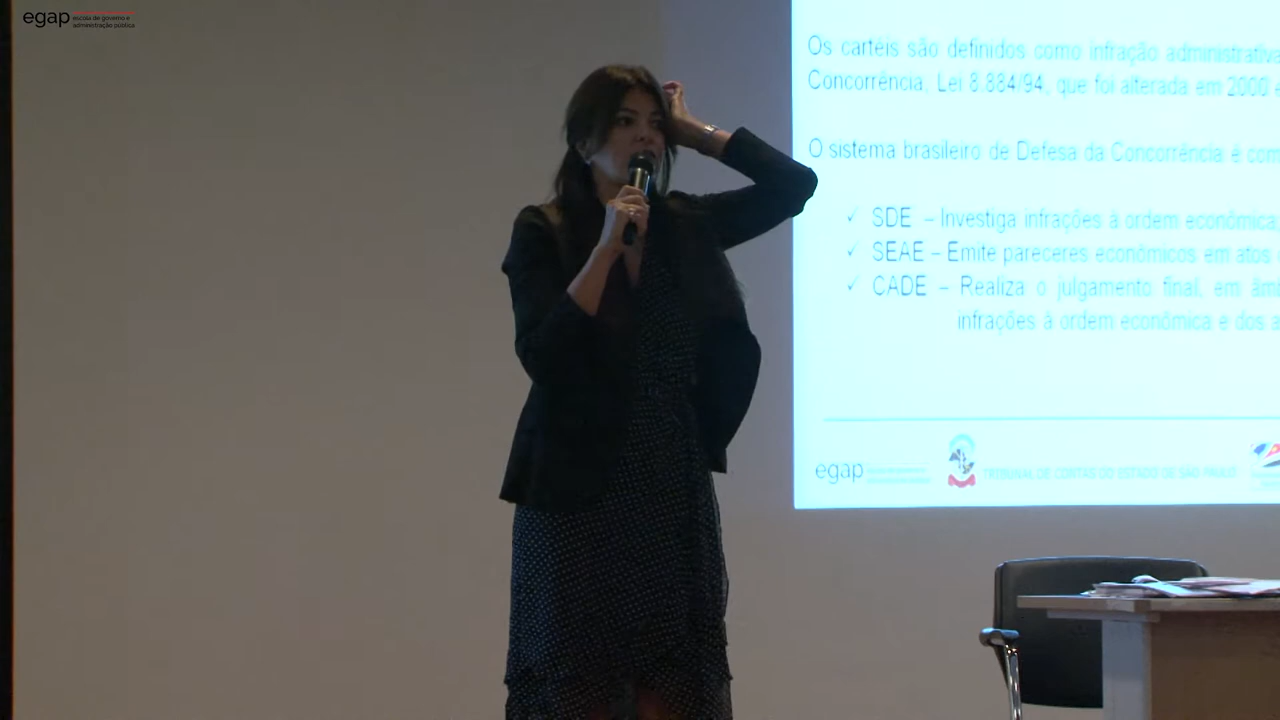 egap escola de governo e
administração pública
Os cartéis são definidos como infração administrativa
Concorrência, Lei 8.884/94, que foi alterada em 2000 e
O sistema brasileiro de Defesa da Concorrência é com
✓ SDE – Investiga infrações à ordem econômica
✓ SEAE – Emite pareceres econômicos em atos
✓ CADE – Realiza o julgamento final, em âmb
infrações à ordem econômica e dos a
egap
TRIBUNAL DE CONTAS DO ESTADO DE SÃO PAULO